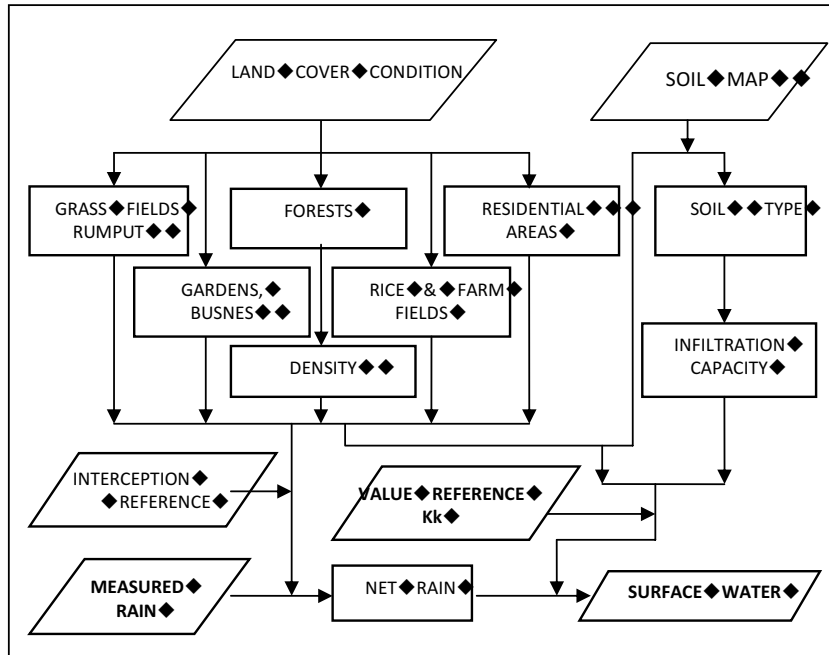 LAND◆COVER◆CONDITION
SOIL◆MAP◆◆
GRASS◆FIELDS◆
RUMPUT◆◆
FORESTS◆
RESIDENTIAL◆◆◆
AREAS◆
SOIL◆◆TYPE◆
GARDENS,◆
BUSNES◆◆
RICE◆&◆FARM◆
FIELDS◆
DENSITY◆◆
INFILTRATION◆
CAPACITY◆
INTERCEPTION◆
◆REFERENCE◆
VALUE◆REFERENCE◆
Kk◆
MEASURED◆
RAIN◆
NET◆RAIN◆
SURFACE◆WATER◆